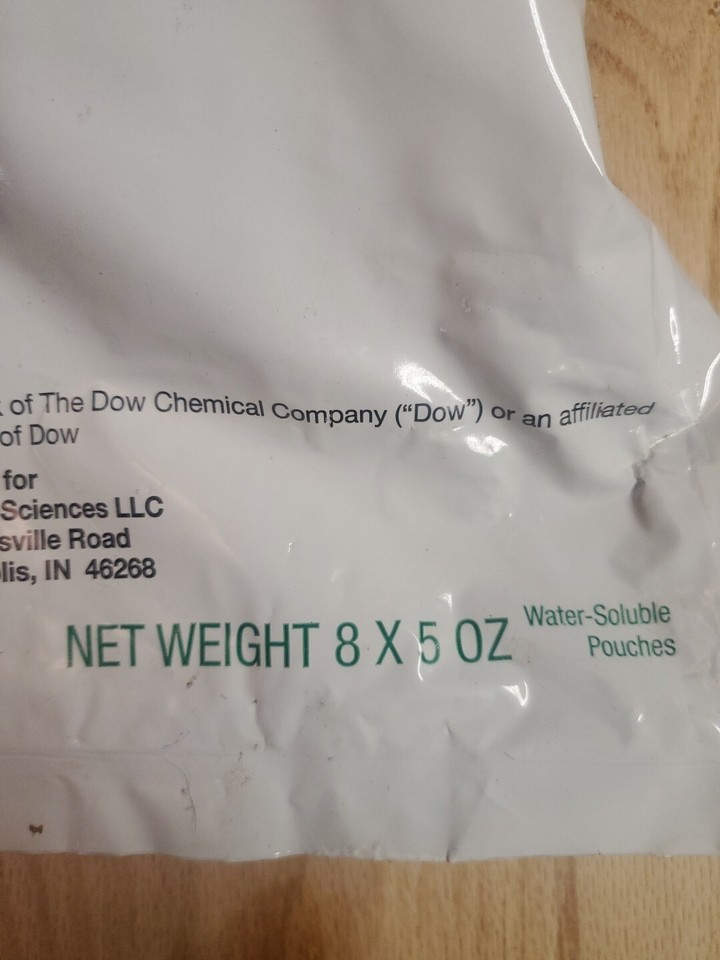 of The Dow Chemical Company ("Dow") or an affiliated
of Dow
for
Sciences LLC
sville Road
lis, IN 46268
NET WEIGHT 8 X 5 OZ Water-Soluble
Pouches